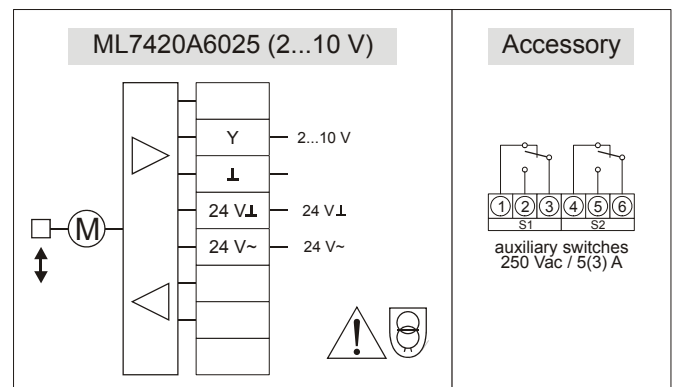 ML7420A6025 (2...10 V)
Accessory
Y
2...10 V
⊥
24 V⊥
24 V⊥
24 V~
24 V~
M
1 2 3 4 5 6
S1 S2
auxiliary switches
250 Vac / 5(3) A